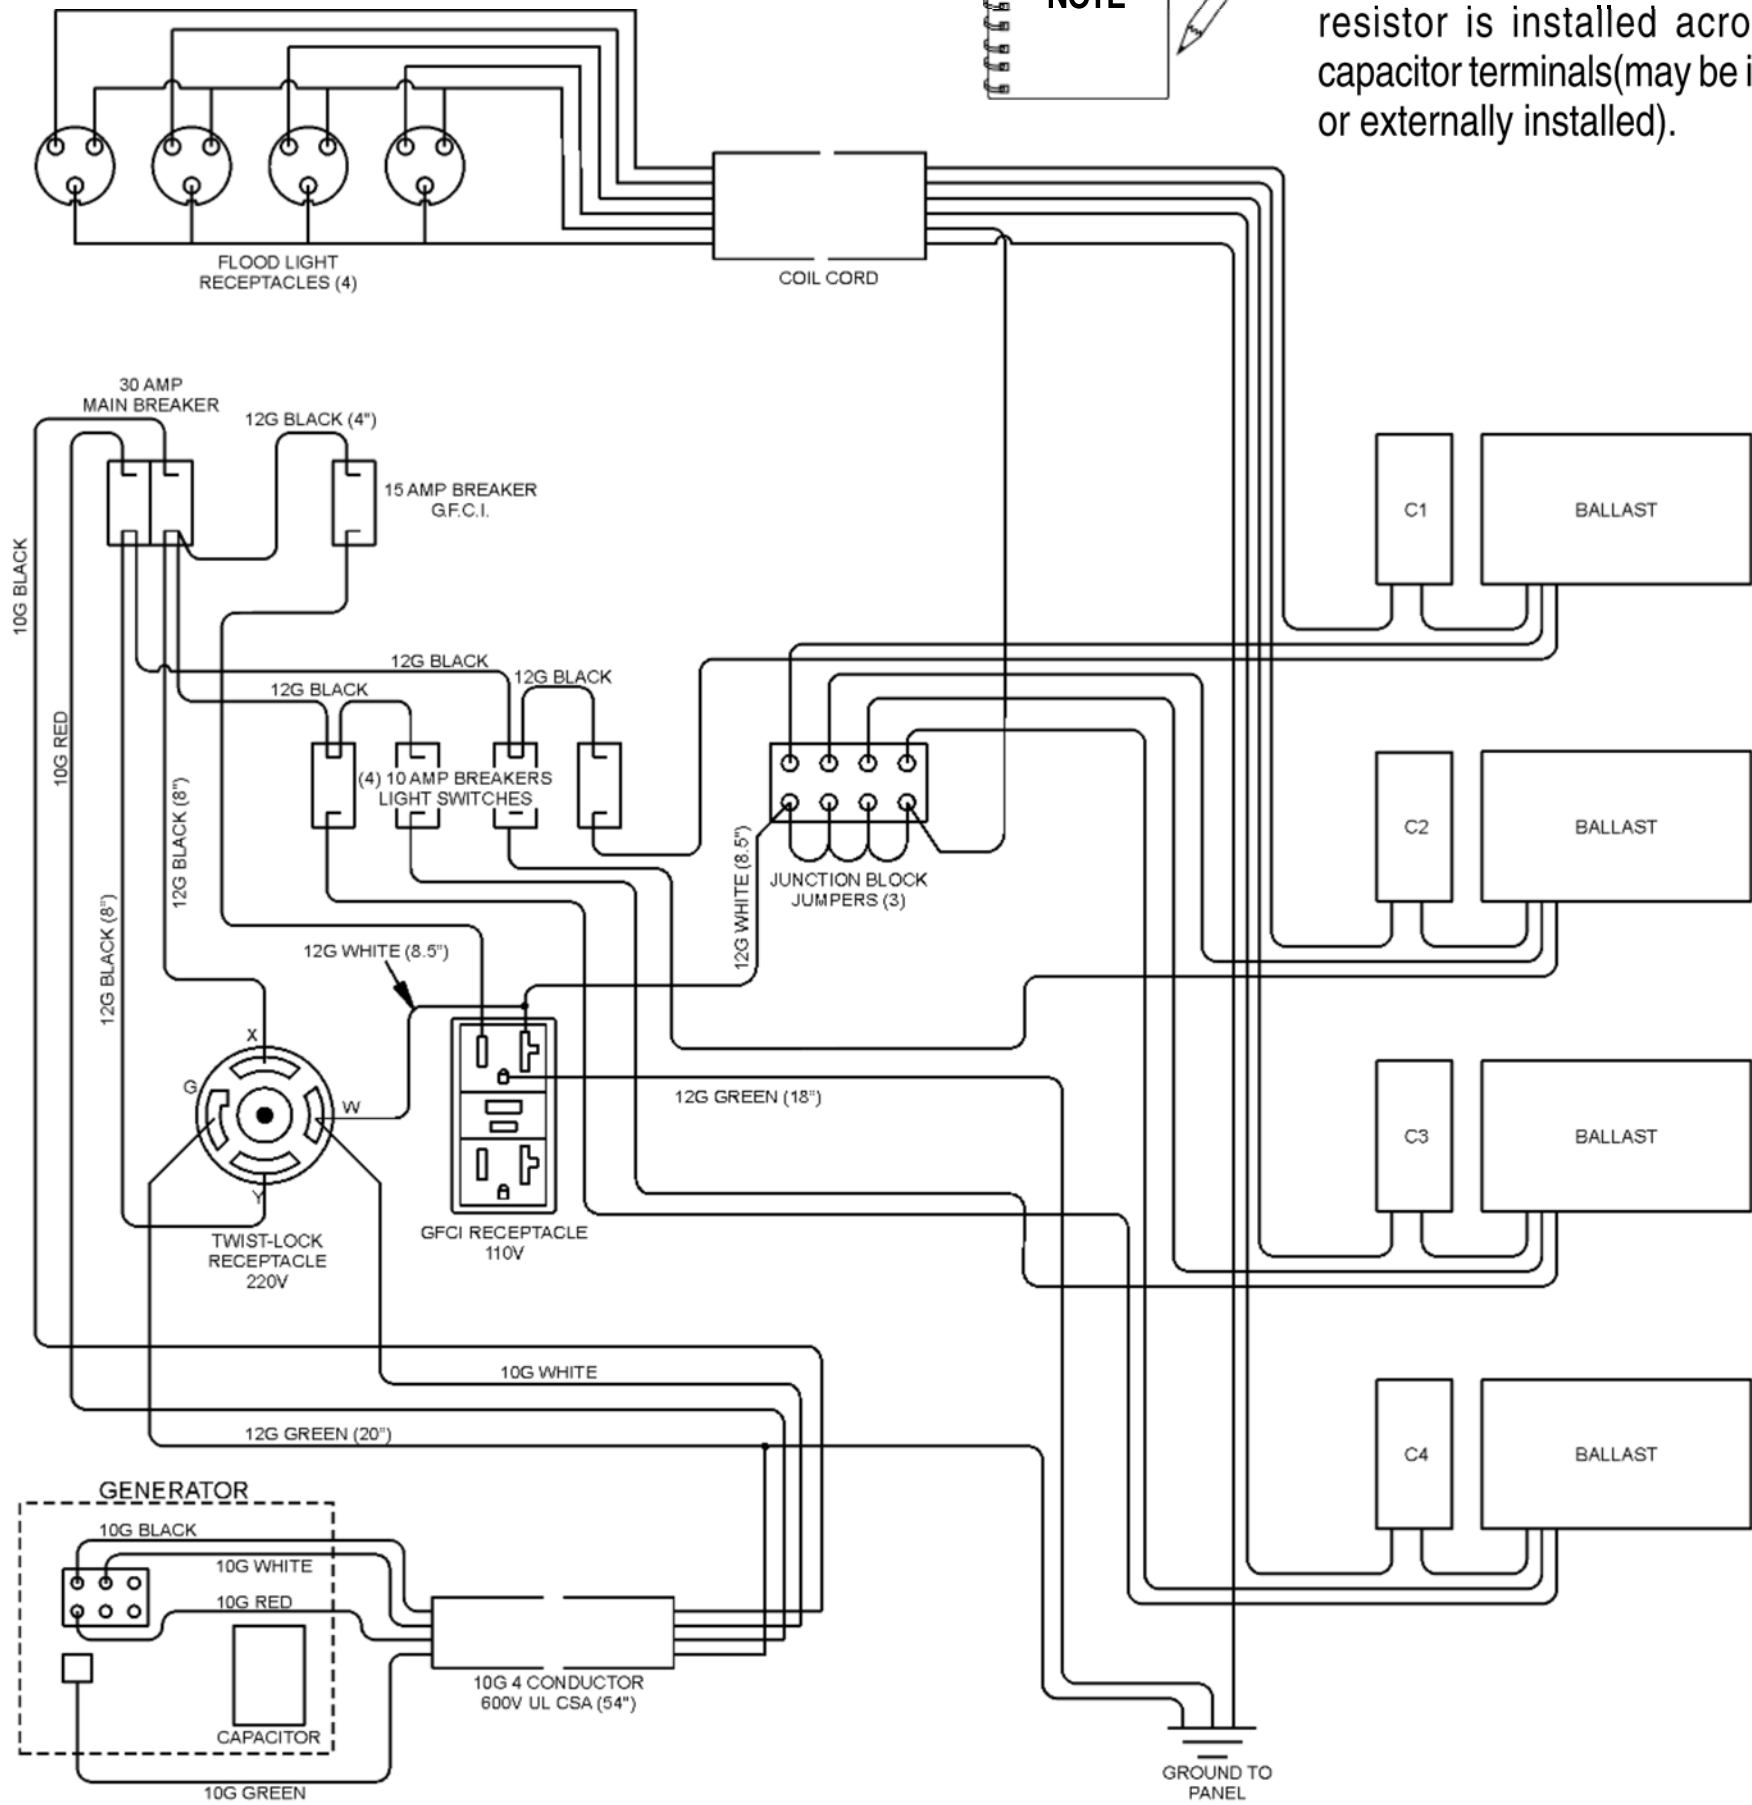 NOTE
resistor is installed acro
capacitor terminals(may be i
or externally installed).
FLOOD LIGHT
RECEPTACLES (4)
COIL CORD
30 AMP
MAIN BREAKER
12G BLACK (4")
15 AMP BREAKER
G.F.C.I.
10G BLACK
C1
BALLAST
12G BLACK
12G BLACK
12G BLACK
10G RED
(4) 10 AMP BREAKERS
LIGHT SWITCHES
12G BLACK (8")
12G BLACK (8")
12G WHITE (8.5")
JUNCTION BLOCK
JUMPERS (3)
C2
BALLAST
12G WHITE (8.5")
X
G
W
Y
12G GREEN (18")
C3
BALLAST
TWIST-LOCK
RECEPTACLE
220V
GFCI RECEPTACLE
110V
10G WHITE
12G GREEN (20")
C4
BALLAST
GENERATOR
10G BLACK
10G WHITE
10G RED
CAPACITOR
10G GREEN
10G 4 CONDUCTOR
600V UL CSA (54")
GROUND TO
PANEL